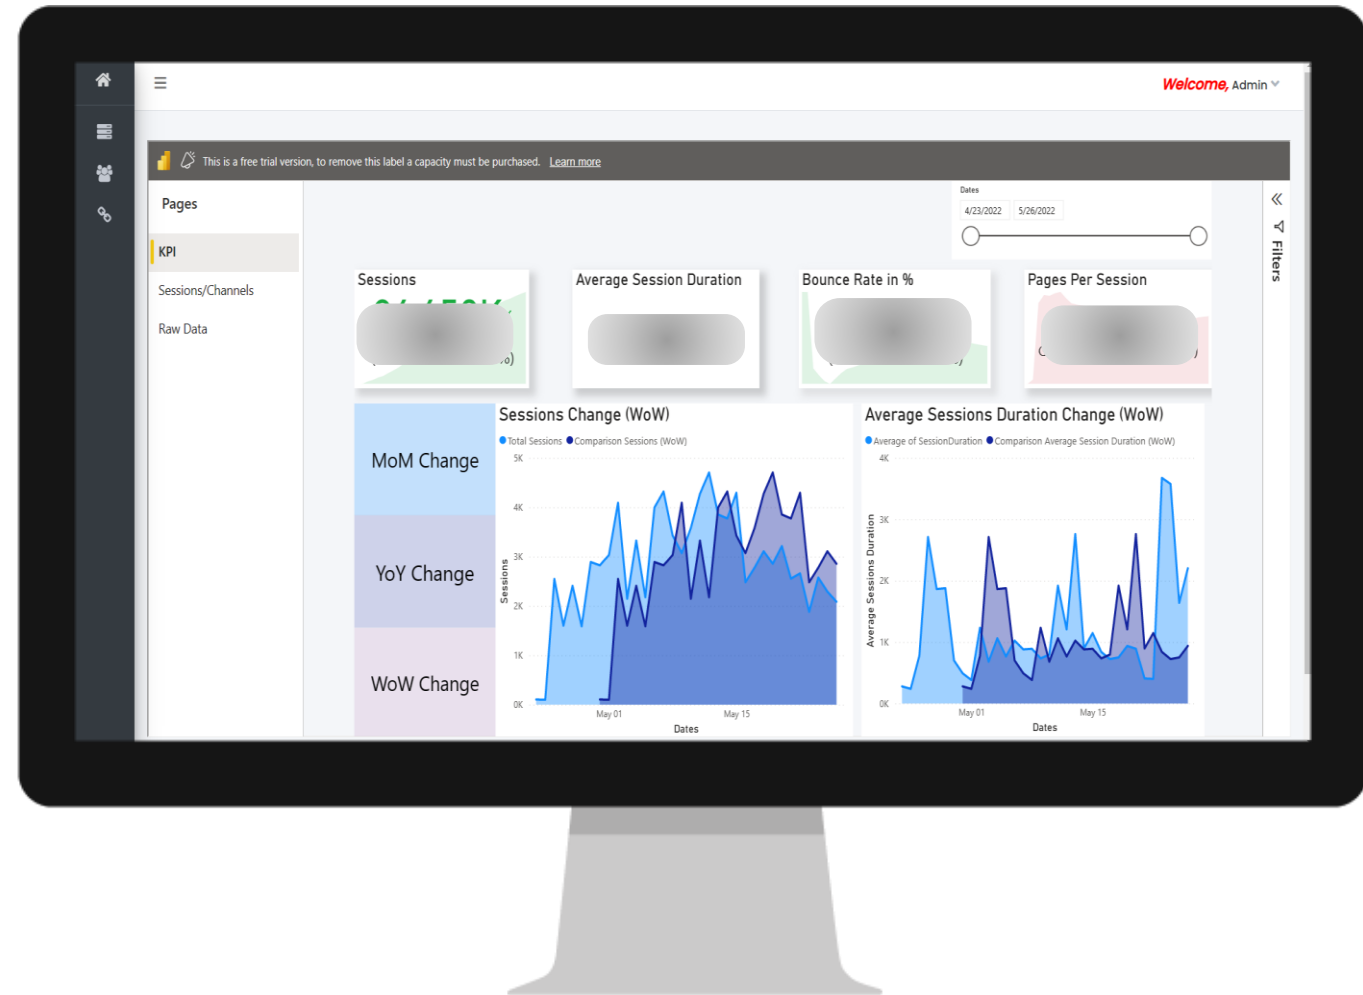 Welcome, Admin
This is a free trial version, to remove this label a capacity must be purchased. Learn more
Pages
KPI
Sessions/Channels
Raw Data
Dates
4/23/2022 5/26/2022
Filters
Sessions
Average Session Duration
Bounce Rate in %
Pages Per Session
MoM Change
YoY Change
WoW Change
Sessions Change (WoW)
Total Sessions Comparison Sessions (WoW)
5K
4K
3K
2K
1K
0K
Sessions
May 01 May 15
Dates
Average Sessions Duration Change (WoW)
Average of SessionDuration Comparison Average Session Duration (WoW)
4K
3K
2K
1K
0K
Average Sessions Duration
May 01 May 15
Dates